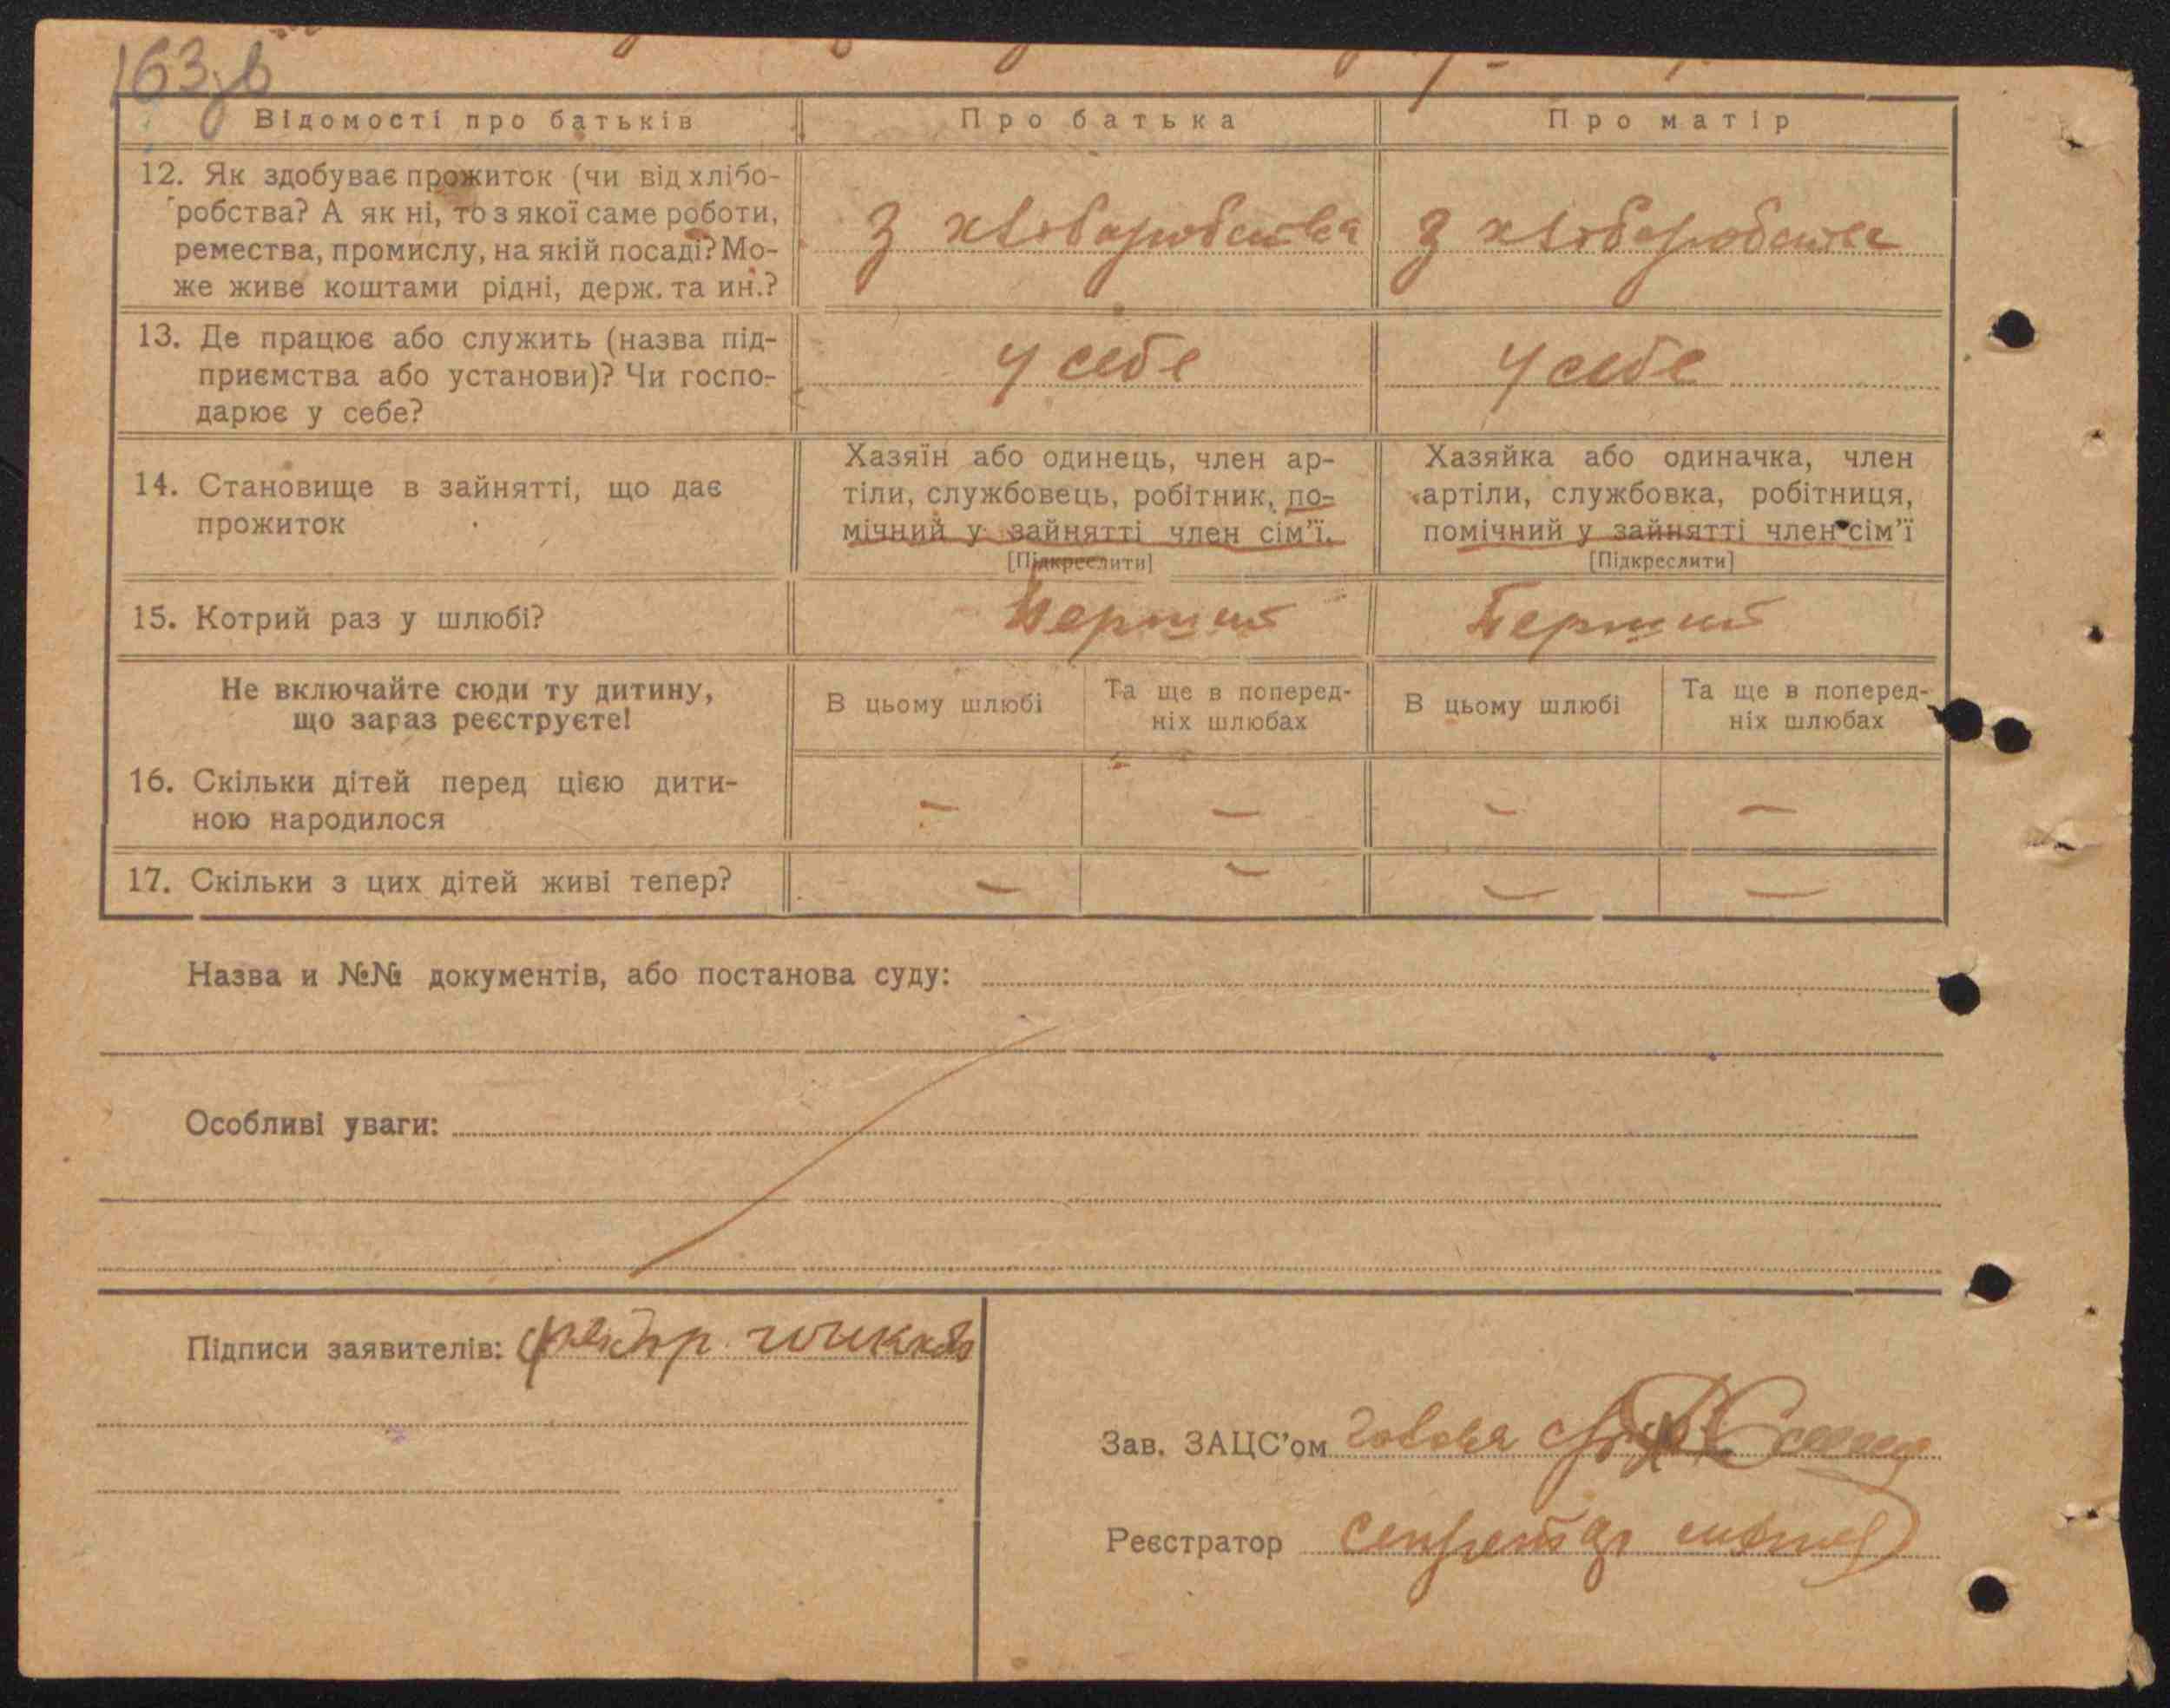 163зв
Відомості про батьків
Про батька
Про матір
12. Як здобуває прожиток (чи від хлібо-
робства? А як ні, то з якої саме роботи,
ремества, промислу, на якій посаді? Мо-
же живе коштами рідні, держ. та ин.?
З хліборобства
З хліборобства
13. Де працює або служить (назва під-
приємства або установи)? Чи госпо-
дарює у себе?
у себе
у себе
14. Становище в зайнятті, що дає
прожиток
Хазяїн або одинець, член ар-
тіли, службовець, робітник, по-
мічний у зайнятті член сім'ї.
[Підкреслити]
Хазяйка або одиначка, член
артіли, службовка, робітниця,
помічний у зайнятті член сім'ї
[Підкреслити]
15. Котрий раз у шлюбі?
Перший
Перший
Не включайте сюди ту дитину,
що зараз реєструєте!
В цьому шлюбі
Та ще в поперед-
ніх шлюбах
В цьому шлюбі
Та ще в поперед-
ніх шлюбах
16. Скільки дітей перед цією дити-
ною народилося
— — — —
17. Скільки з цих дітей живі тепер?
— — — —
Назва и №№ документів, або постанова суду:
Особливі уваги:
Підписи заявителів:
Зав. ЗАЦС'ом Голова
Реєстратор секретар